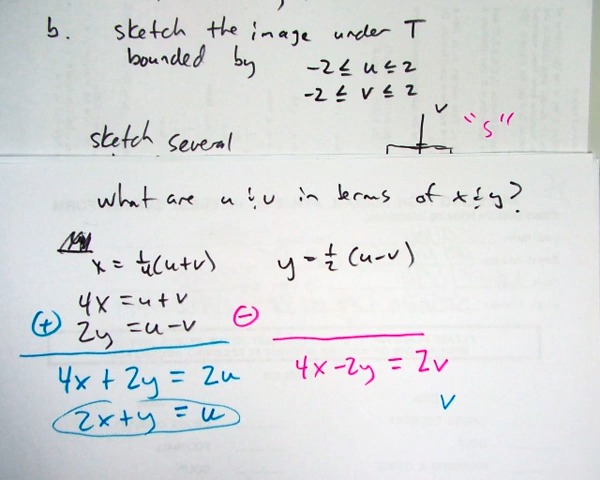 b. sketch the image under T
bounded by -2 ≤ u ≤ 2
-2 ≤ v ≤ 2
v "S"
sketch several
what are u & v in terms of x & y?
x = 1/4(u+v) y = 1/2(u-v)
4x = u+v
2y = u-v
+ -
4x + 2y = 2u
2x+y = u
4x - 2y = 2v
v